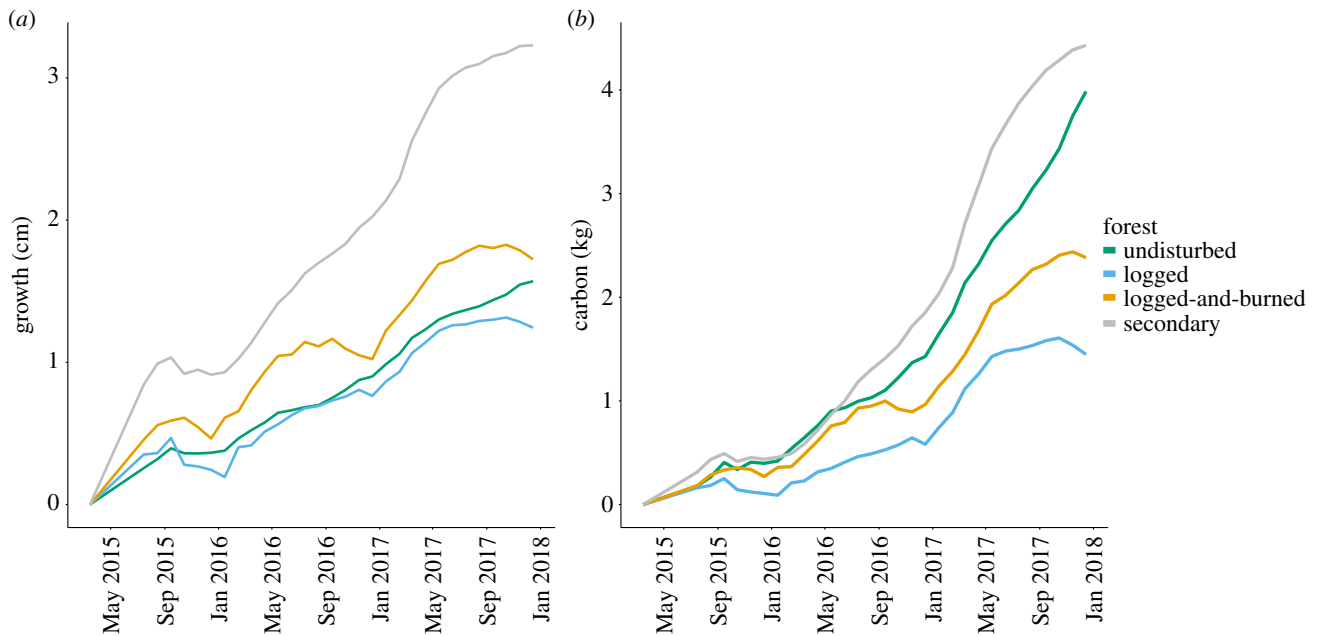 (a)
growth (cm)
3
2
1
0
May 2015
Sep 2015
Jan 2016
May 2016
Sep 2016
Jan 2017
May 2017
Sep 2017
Jan 2018
(b)
carbon (kg)
4
3
2
1
0
May 2015
Sep 2015
Jan 2016
May 2016
Sep 2016
Jan 2017
May 2017
Sep 2017
Jan 2018
forest
undisturbed
logged
logged-and-burned
secondary